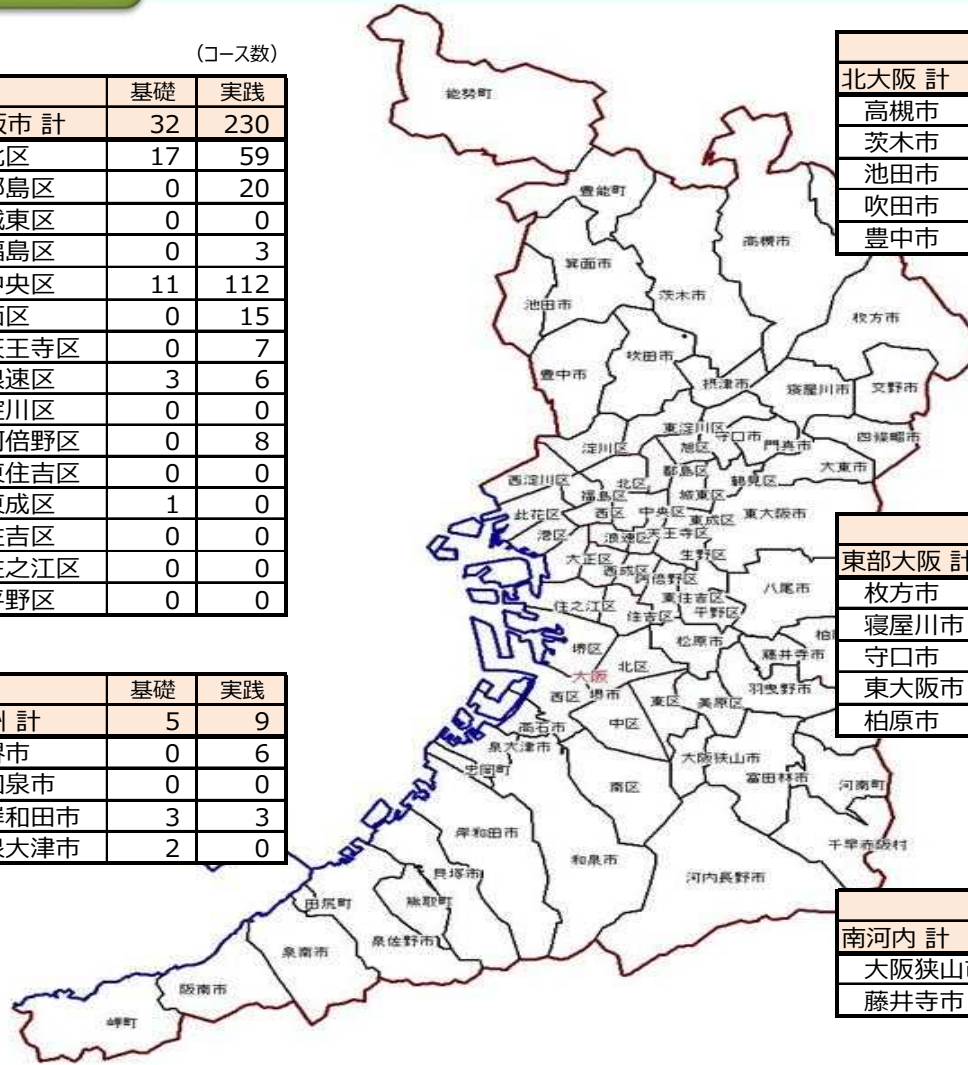 (コース数)
基礎 実践
阪市 計 32 230
北区 17 59
都島区 0 20
城東区 0 0
福島区 0 3
中央区 11 112
西区 0 15
天王寺区 0 7
浪速区 3 6
淀川区 0 0
阿倍野区 0 8
東住吉区 0 0
東成区 1 0
住吉区 0 0
住之江区 0 0
平野区 0 0
基礎 実践
州 計 5 9
堺市 0 6
和泉市 0 0
岸和田市 3 3
泉大津市 2 0
能勢町
豊能町
高槻市
箕面市
茨木市
池田市
枚方市
吹田市
豊中市
摂津市
寝屋川市
交野市
東淀川区
守口市
淀川区
旭区
門真市
四條畷市
都島区
大東市
西淀川区
北区
鶴見区
福島区
城東区
此花区
西区
中央区
東成区
東大阪市
港区
浪速区
天王寺区
大正区
生野区
西成区
阿倍野区
八尾市
住之江区
東住吉区
住吉区
平野区
松原市
柏
堺区
藤井寺市
北区
大阪
羽曳野市
西区
堺市
東区
美原区
高石市
中区
泉大津市
忠岡町
大阪狭山市
富田林市
河南町
南区
岸和田市
千早赤阪村
和泉市
貝塚市
河内長野市
田尻町
熊取町
泉佐野市
泉南市
阪南市
岬町
北大阪 計
高槻市
茨木市
池田市
吹田市
豊中市
東部大阪 計
枚方市
寝屋川市
守口市
東大阪市
柏原市
南河内 計
大阪狭山市
藤井寺市